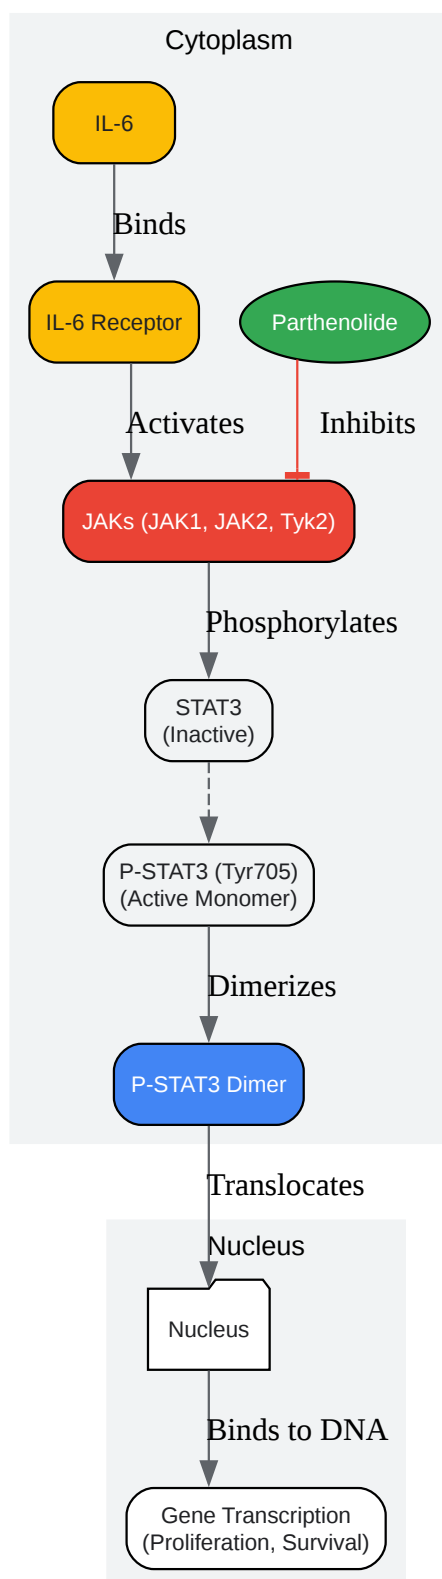 Cytoplasm
IL-6
Binds
IL-6 Receptor
Parthenolide
Activates
Inhibits
JAKs (JAK1, JAK2, Tyk2)
Phosphorylates
STAT3
(Inactive)
P-STAT3 (Tyr705)
(Active Monomer)
Dimerizes
P-STAT3 Dimer
Translocates
Nucleus
Nucleus
Binds to DNA
Gene Transcription
(Proliferation, Survival)